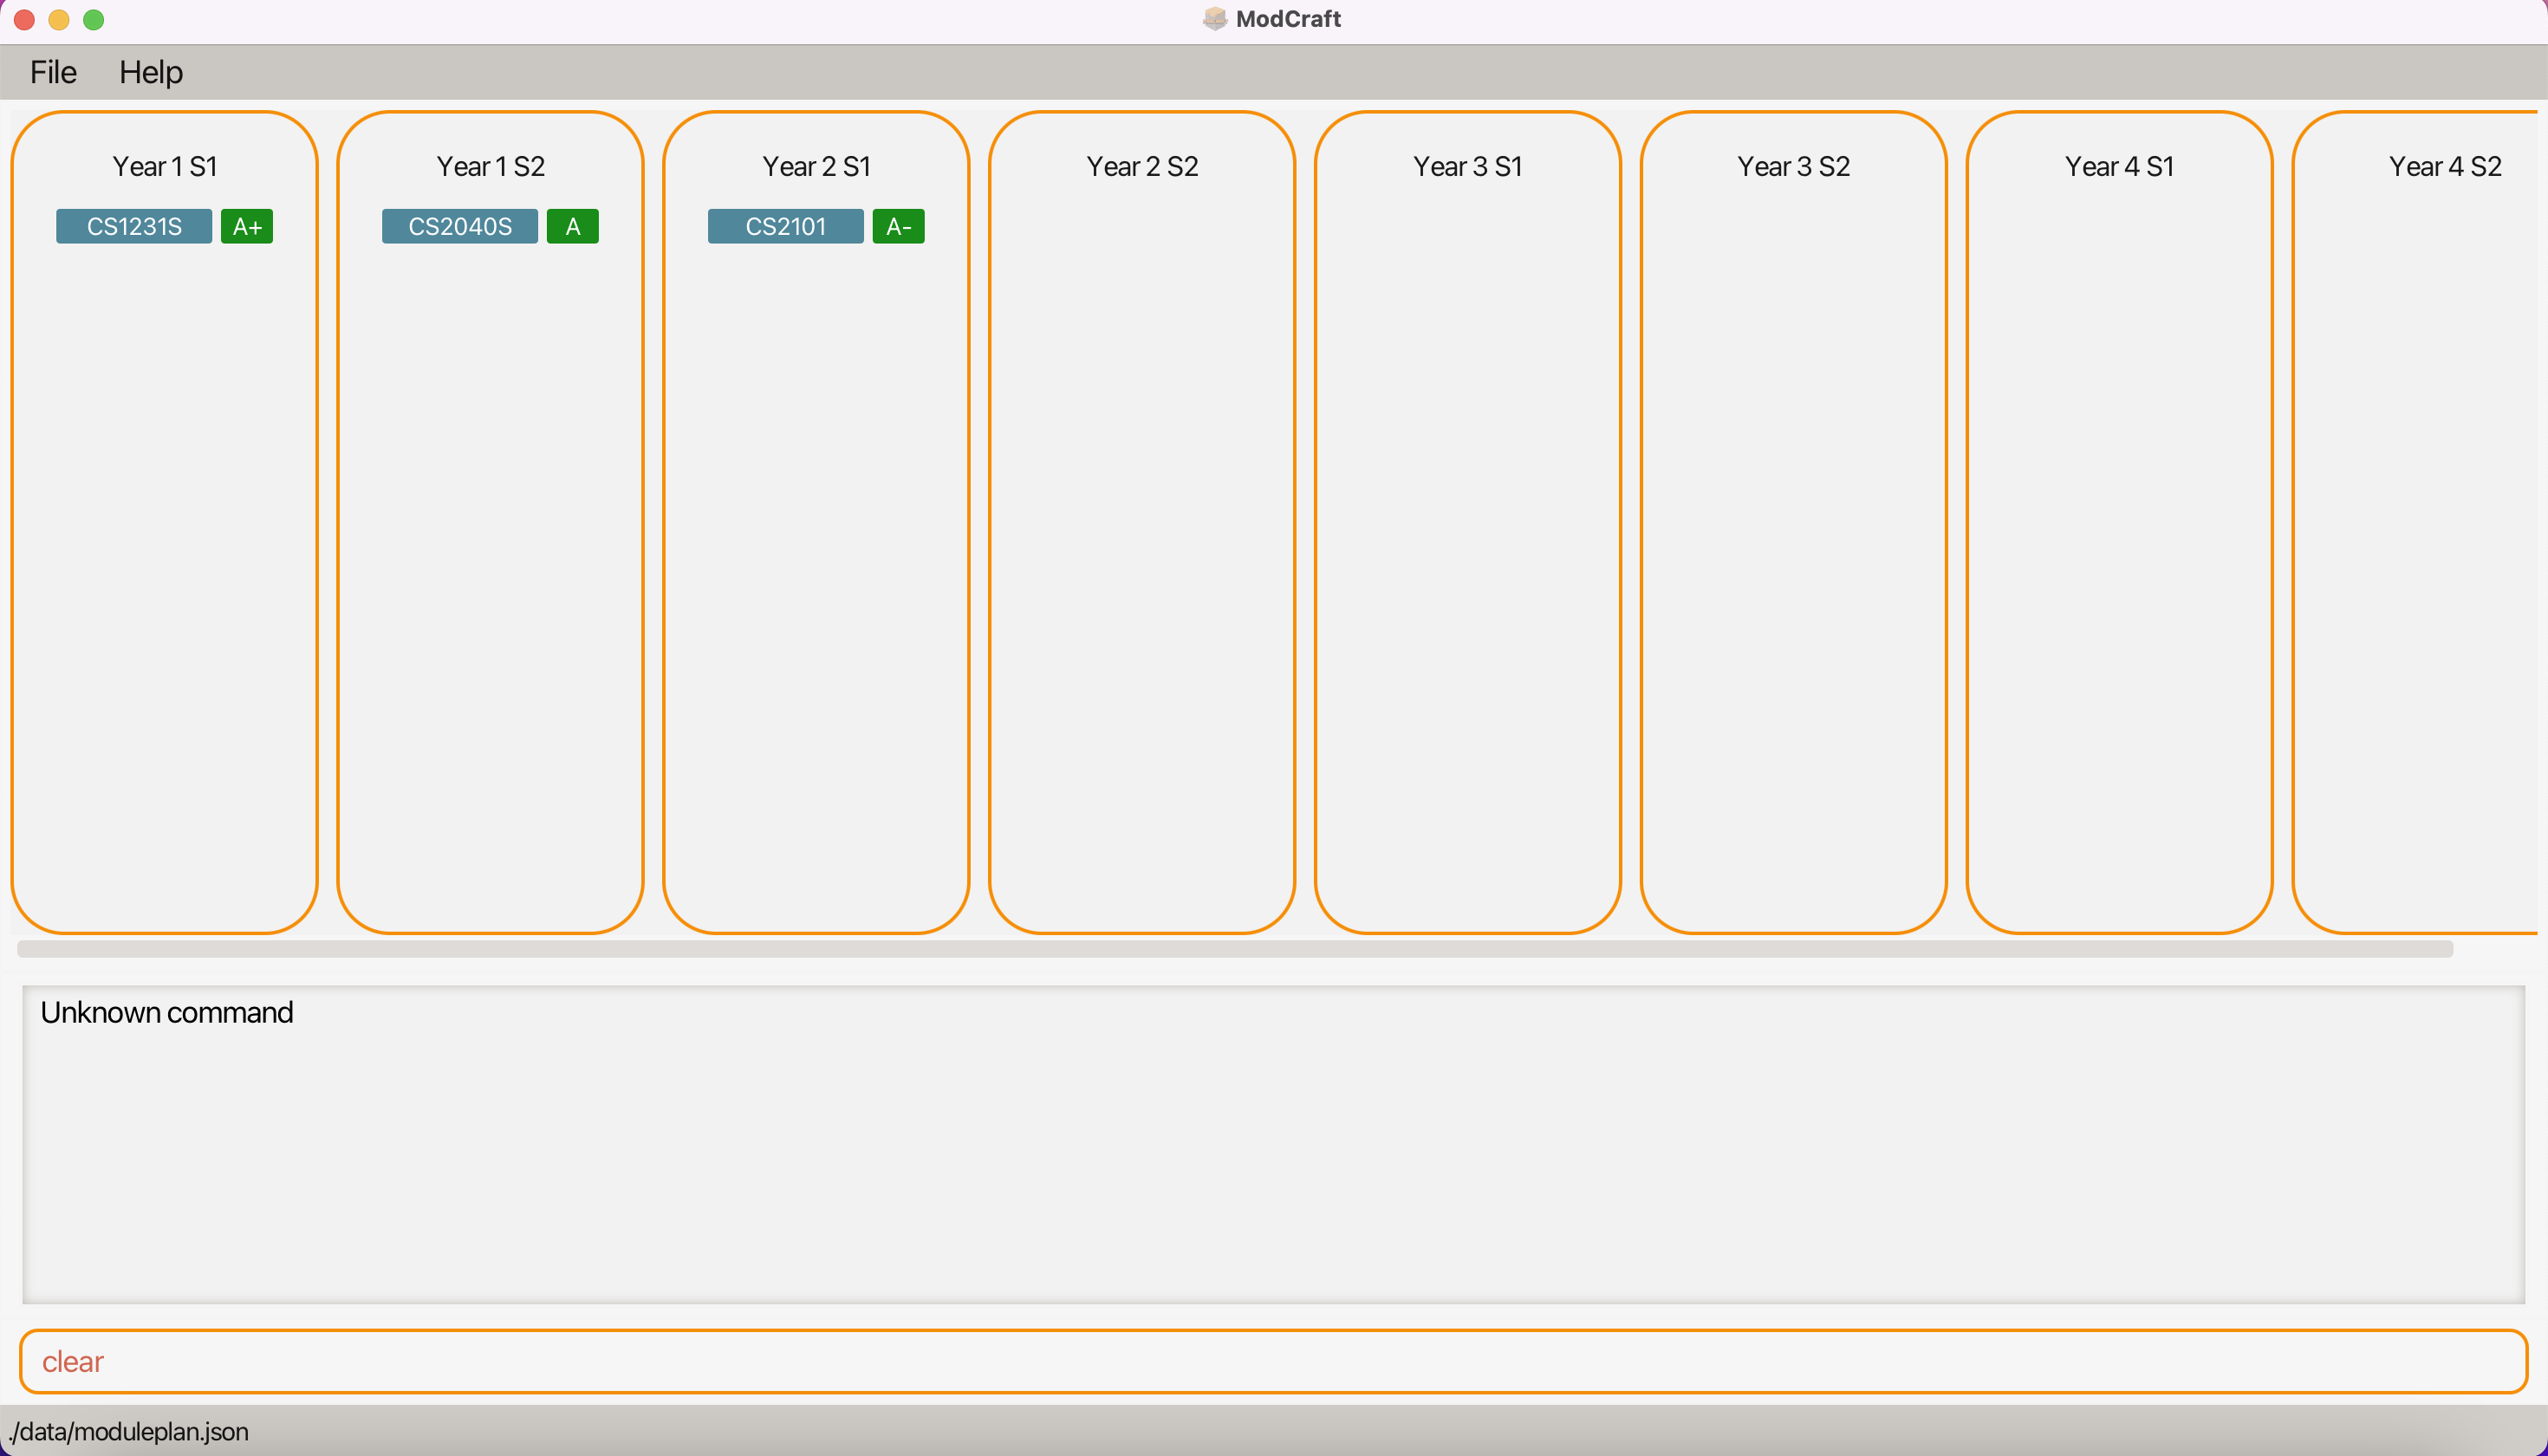 ModCraft
File Help
Year 1 S1 Year 1 S2 Year 2 S1 Year 2 S2 Year 3 S1 Year 3 S2 Year 4 S1 Year 4 S2
CS1231S A+ CS2040S A CS2101 A-
Unknown command
clear
./data/moduleplan.json